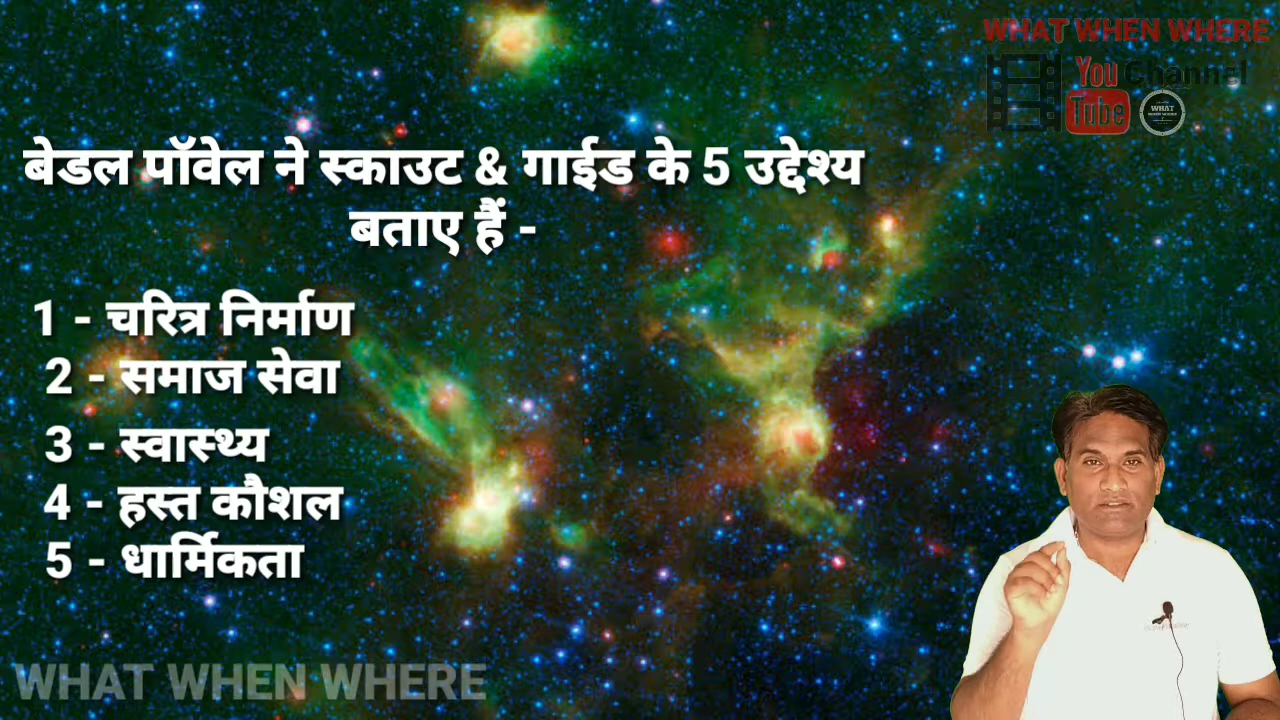 WHAT WHEN WHERE
You Channel
Tube
WHAT
बेडल पॉवेल ने स्काउट & गाईड के 5 उद्देश्य
बताए हैं -
1 - चरित्र निर्माण
2 - समाज सेवा
3 - स्वास्थ्य
4 - हस्त कौशल
5 - धार्मिकता
WHAT WHEN WHERE